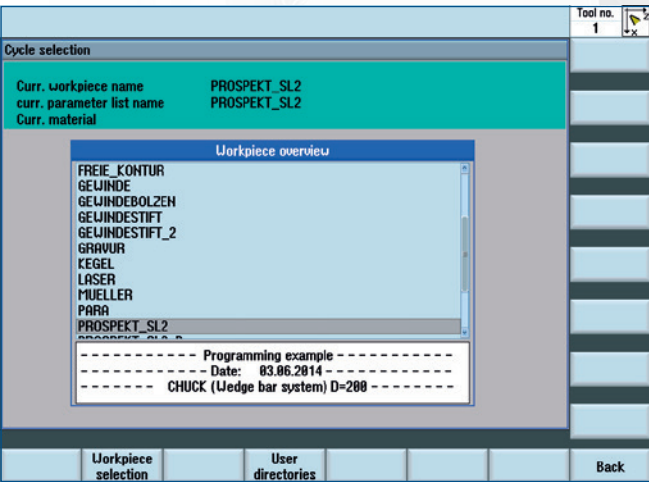 Tool no.
1
Z
X
Cycle selection
Curr. workpiece name PROSPEKT_SL2
curr. parameter list name PROSPEKT_SL2
Curr. material
Workpiece overview
FREIE_KONTUR
GEWINDE
GEWINDEBOLZEN
GEWINDESTIFT
GEWINDESTIFT_2
GRAVUR
KEGEL
LASER
MUELLER
PARA
PROSPEKT_SL2
- - - - - - - - - - - Programming example - - - - - - - - - - -
- - - - - - - - - - - - Date: 03.06.2014 - - - - - - - - - - - -
- - - - - - - CHUCK (Wedge bar system) D=200 - - - - - - - -
Workpiece
selection
User
directories
Back